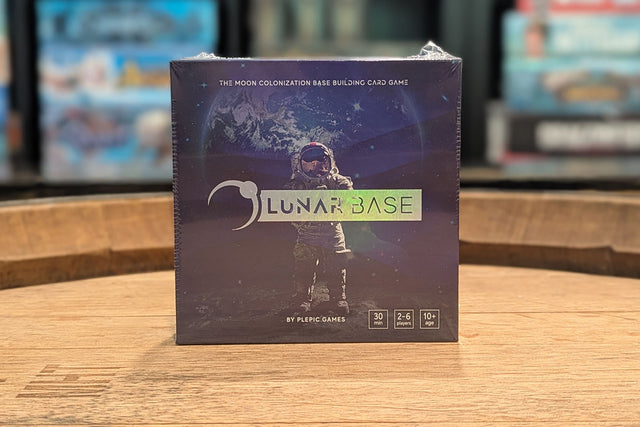 THE MOON COLONIZATION BASE BUILDING CARD GAME
LUNAR BASE
BY PLEPIC GAMES
30 min
2-6 players
10+ age